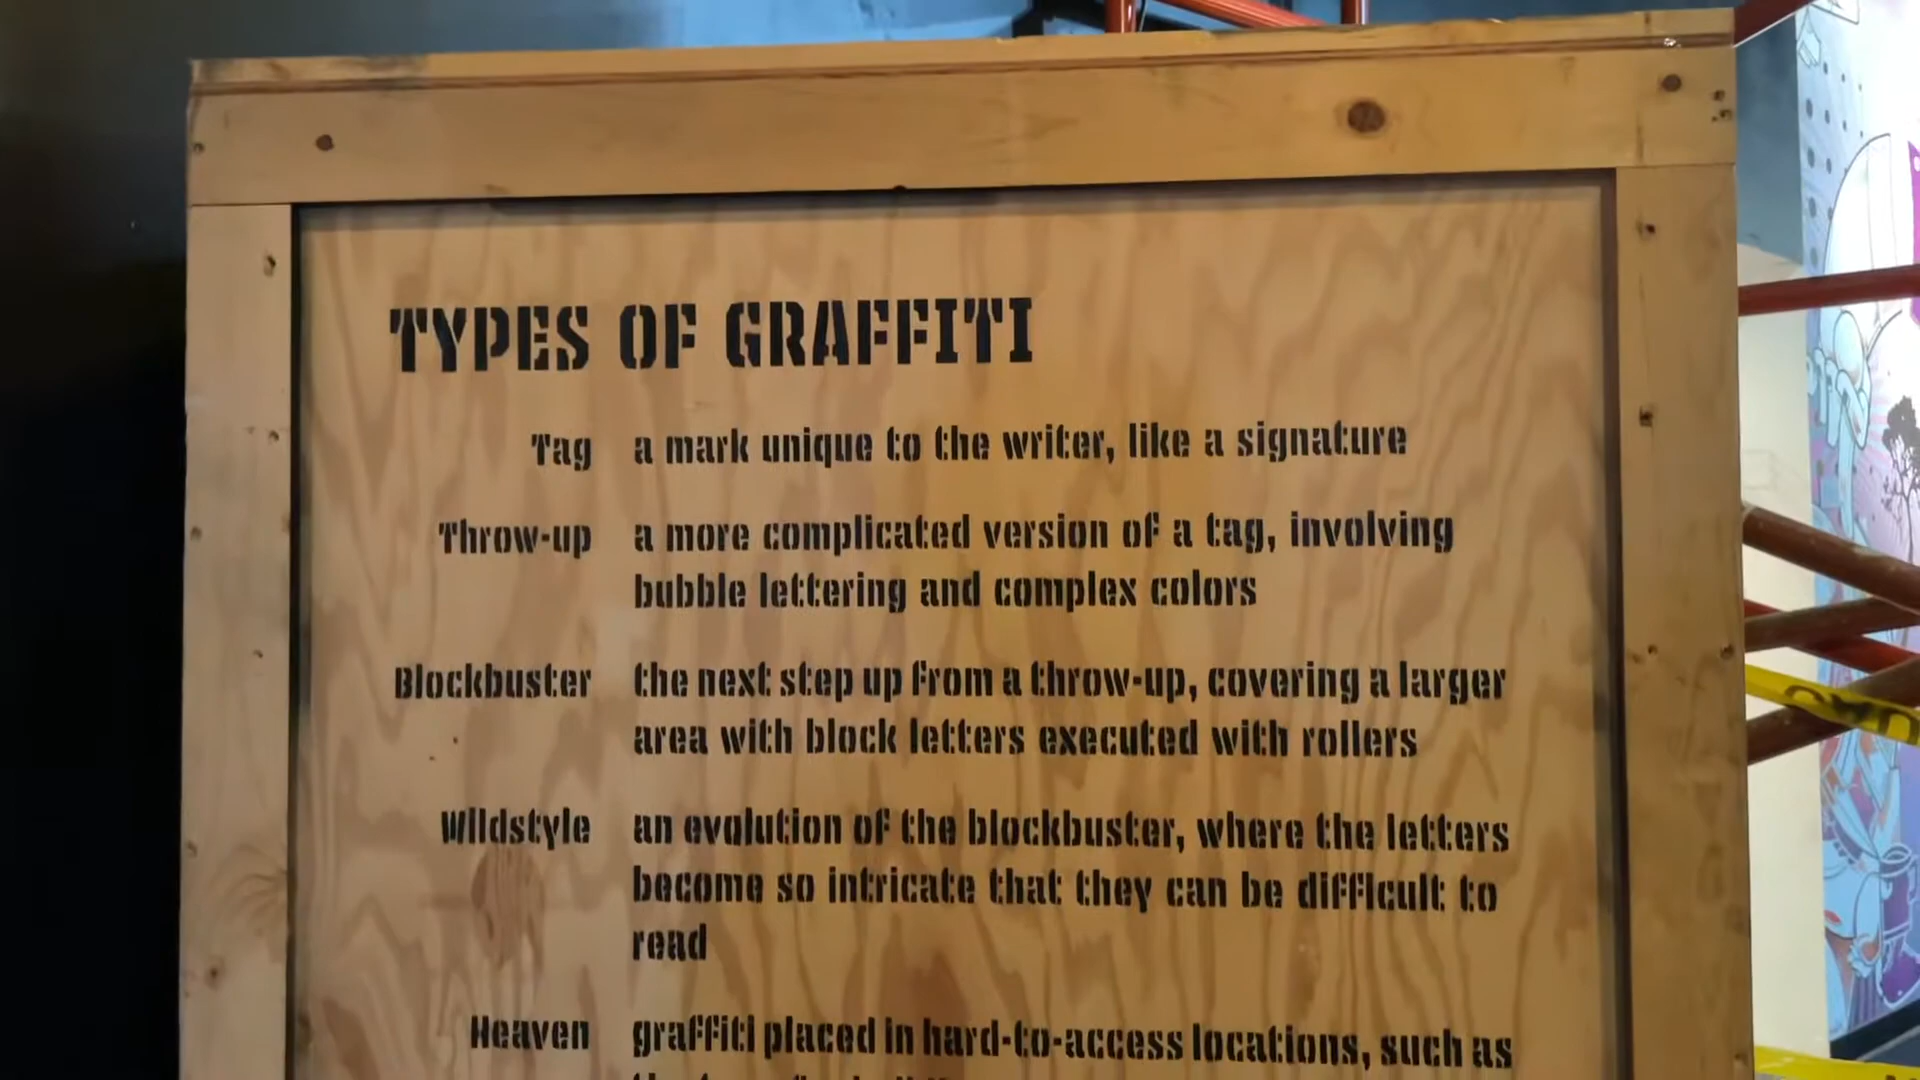 TYPES OF GRAFFITI
Tag a mark unique to the writer, like a signature
Throw-up a more complicated version of a tag, involving
bubble lettering and complex colors
Blockbuster the next step up from a throw-up, covering a larger
area with block letters executed with rollers
Wildstyle an evolution of the blockbuster, where the letters
become so intricate that they can be difficult to
read
Heaven graffiti placed in hard-to-access locations, such as